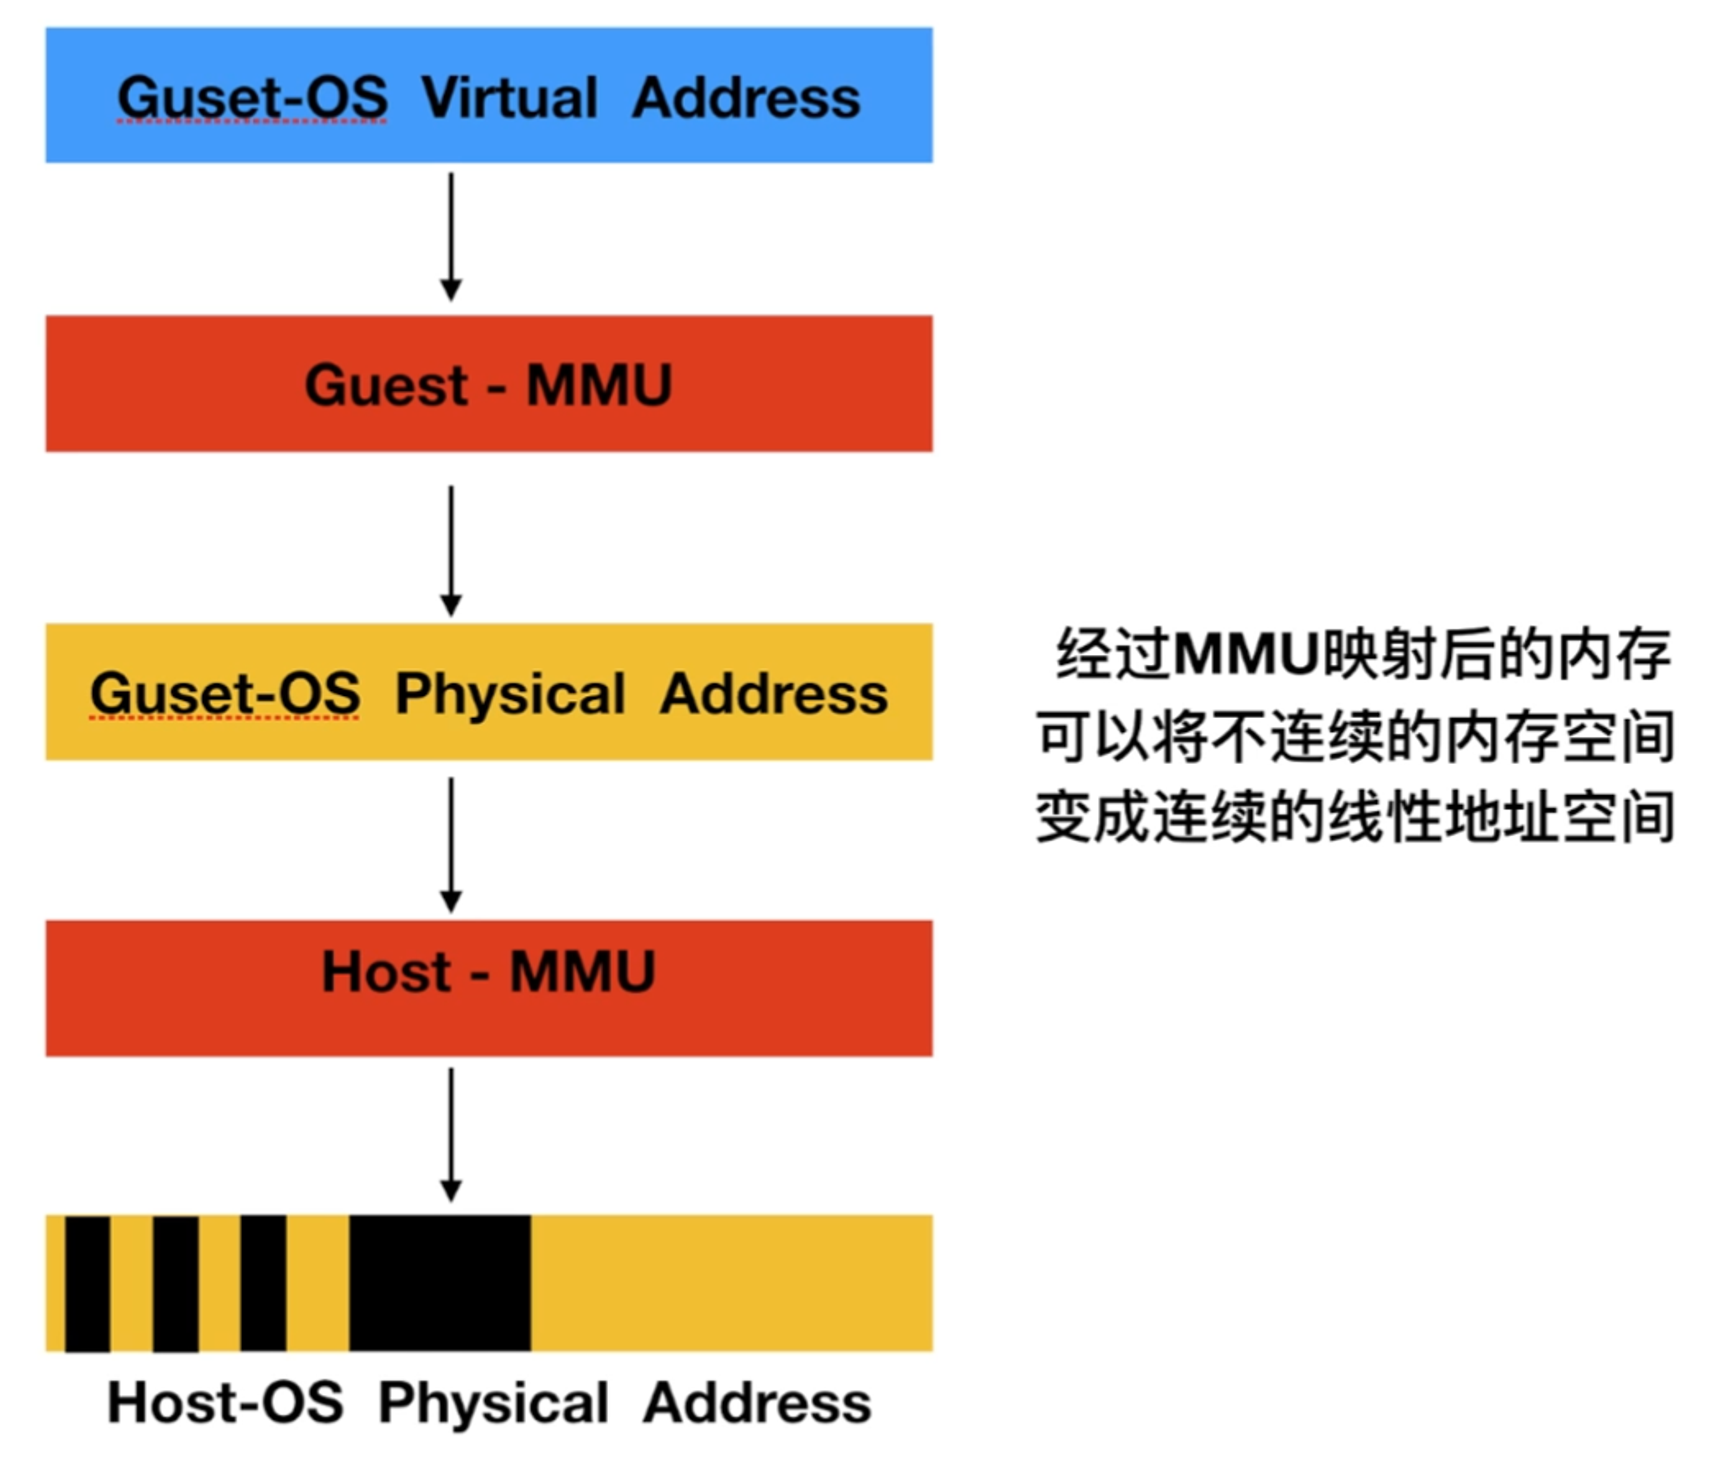 Guset-OS Virtual Address
Guest - MMU
Guset-OS Physical Address
经过MMU映射后的内存
可以将不连续的内存空间
变成连续的线性地址空间
Host - MMU
Host-OS Physical Address